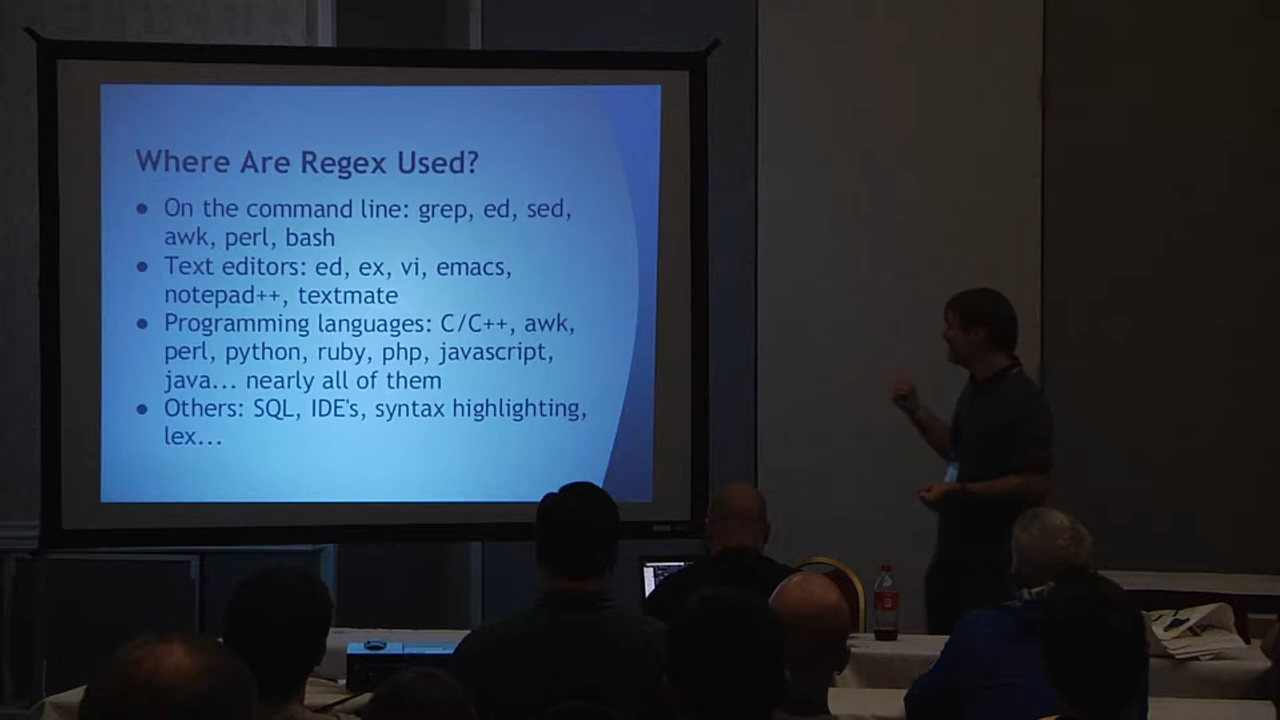 Where Are Regex Used?
● On the command line: grep, ed, sed,
awk, perl, bash
● Text editors: ed, ex, vi, emacs,
notepad++, textmate
● Programming languages: C/C++, awk,
perl, python, ruby, php, javascript,
java... nearly all of them
● Others: SQL, IDE's, syntax highlighting,
lex...